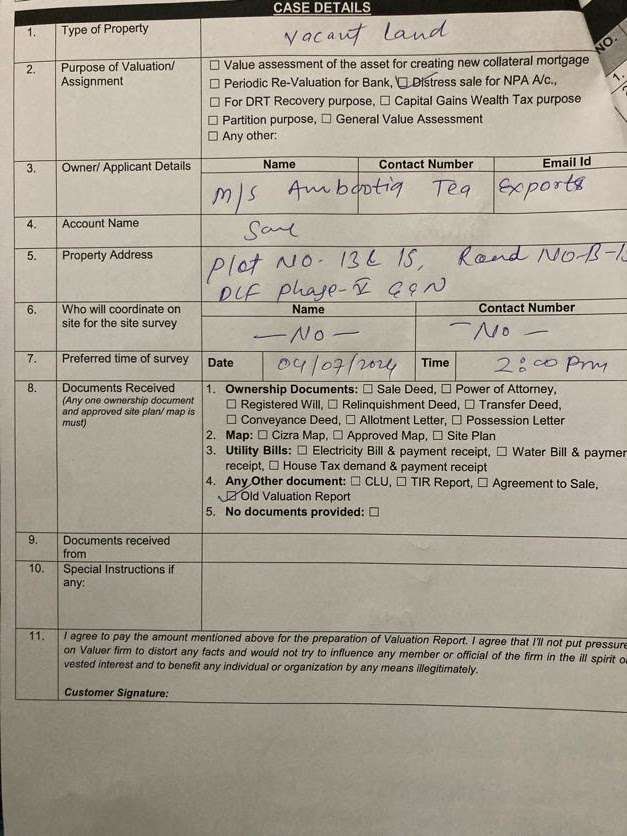 CASE DETAILS
1. Type of Property Vacant Land
2. Purpose of Valuation/ Assignment
☐ Value assessment of the asset for creating new collateral mortgage
☐ Periodic Re-Valuation for Bank, ☑ Distress sale for NPA A/c.,
☐ For DRT Recovery purpose, ☐ Capital Gains Wealth Tax purpose
☐ Partition purpose, ☐ General Value Assessment
☐ Any other:
3. Owner/ Applicant Details
Name Contact Number Email Id
M/S Ambootia Tea Exports
4. Account Name Same
5. Property Address
Plot NO. 13 & 15, NO-B-1
DLF Phase-V GGN
6. Who will coordinate on site for the site survey
Name Contact Number
— No — — No —
7. Preferred time of survey Date 04/07/2024 Time 2:00 Pm
8. Documents Received
(Any one ownership document
and approved site plan/ map is
must)
1. Ownership Documents: ☐ Sale Deed, ☐ Power of Attorney,
☐ Registered Will, ☐ Relinquishment Deed, ☐ Transfer Deed,
☐ Conveyance Deed, ☐ Allotment Letter, ☐ Possession Letter
2. Map: ☐ Cizra Map, ☐ Approved Map, ☐ Site Plan
3. Utility Bills: ☐ Electricity Bill & payment receipt, ☐ Water Bill & paymen
receipt, ☐ House Tax demand & payment receipt
4. Any Other document: ☐ CLU, ☐ TIR Report, ☐ Agreement to Sale,
☑ Old Valuation Report
5. No documents provided: ☐
9. Documents received
from
10. Special Instructions if
any:
11. I agree to pay the amount mentioned above for the preparation of Valuation Report. I agree that I'll not put pressure
on Valuer firm to distort any facts and would not try to influence any member or official of the firm in the ill spirit o
vested interest and to benefit any individual or organization by any means illegitimately.
Customer Signature:
NO.
1.